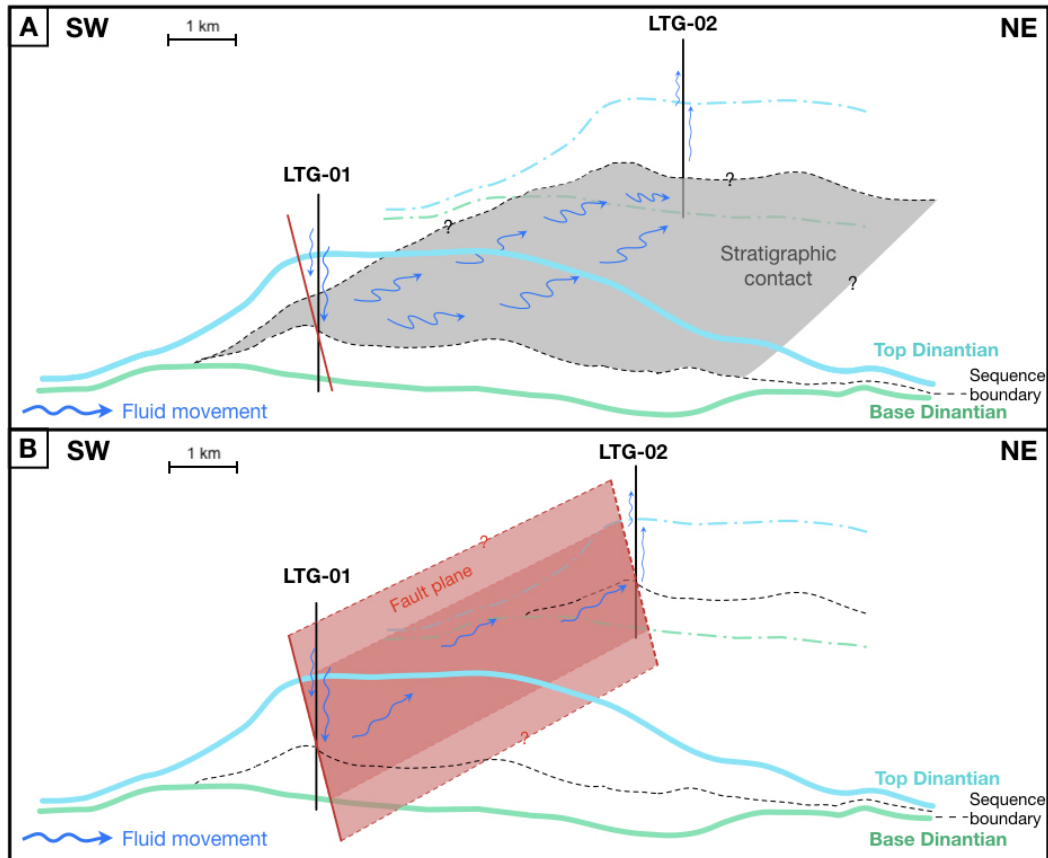 A SW
1 km
LTG-02
NE
LTG-01
?
?
Stratigraphic
contact
?
Top Dinantian
Sequence
boundary
Base Dinantian
Fluid movement
B SW
1 km
LTG-02
NE
?
LTG-01
Fault plane
?
Top Dinantian
Sequence
boundary
Base Dinantian
Fluid movement